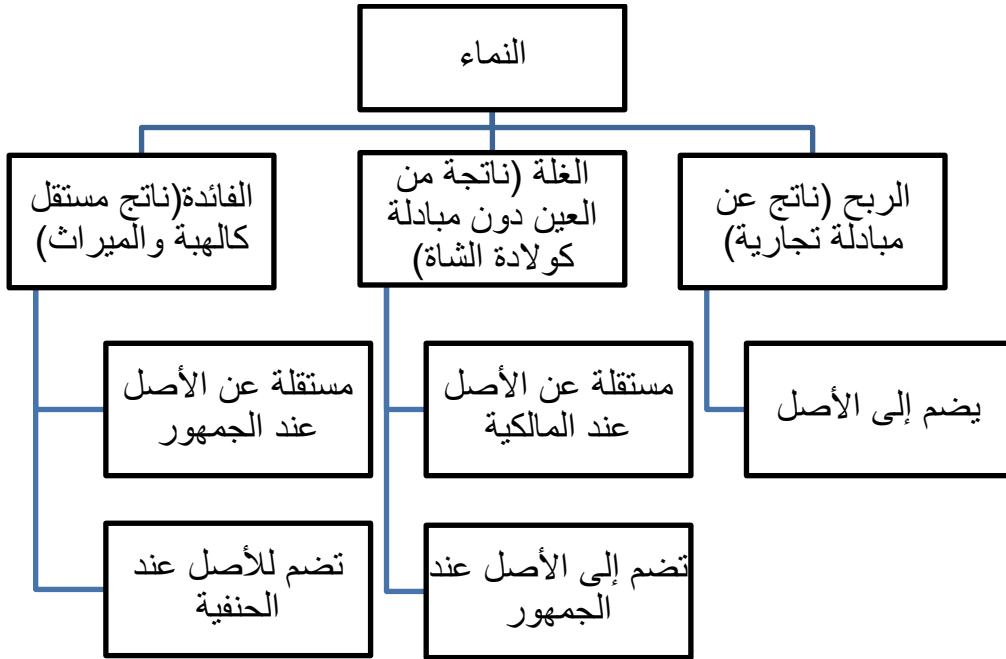 النماء
الربح (ناتج عن
مبادلة تجارية)
يضم إلى الأصل
الغلة (ناتجة من
العين دون مبادلة
كولادة الشاة)
مستقلة عن الأصل
عند المالكية
تضم إلى الأصل عند
الجمهور
الفائدة(ناتج مستقل
كالهبة والميراث)
مستقلة عن الأصل
عند الجمهور
تضم للأصل عند
الحنفية